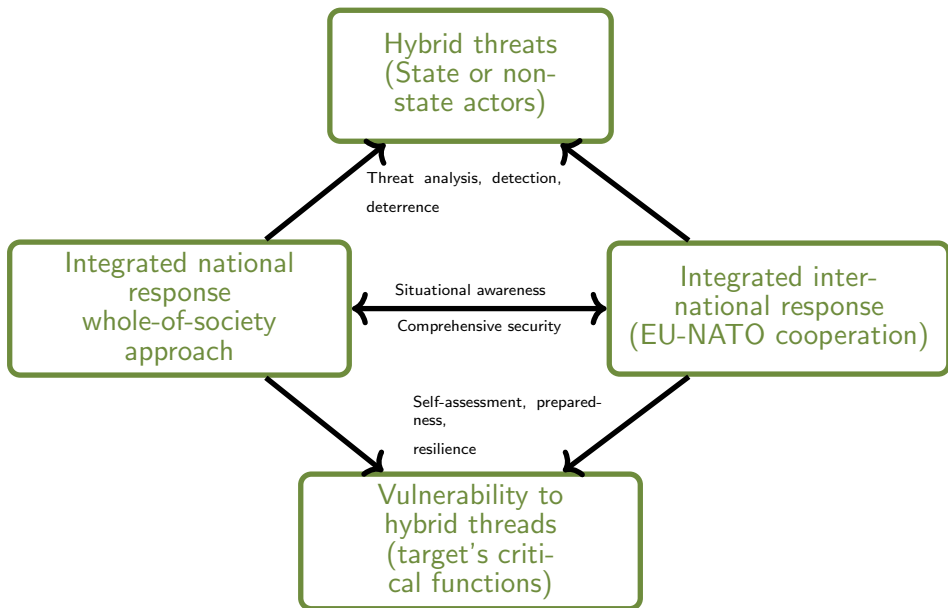 Hybrid threats
(State or non-
state actors)
Threat analysis, detection,
deterrence
Integrated national
response
whole-of-society
approach
Situational awareness
Comprehensive security
Integrated inter-
national response
(EU-NATO cooperation)
Self-assessment, prepared-
ness,
resilience
Vulnerability to
hybrid threads
(target's criti-
cal functions)